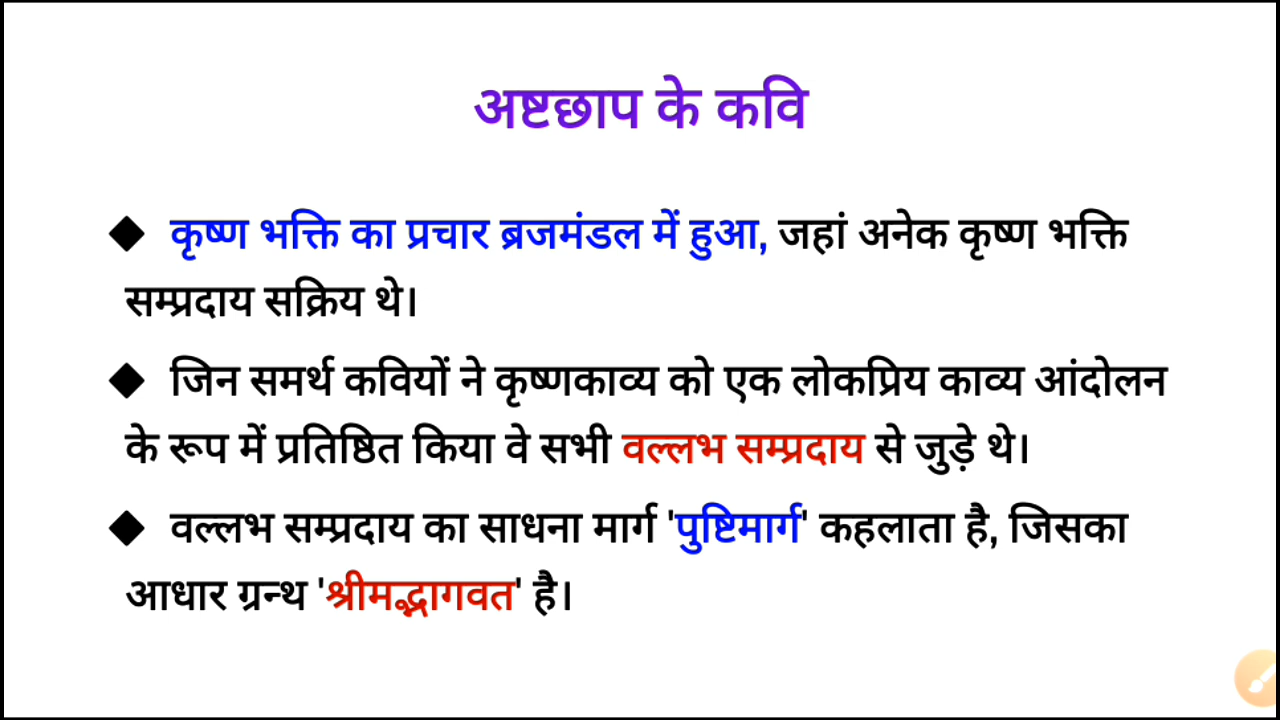 अष्टछाप के कवि
◆ कृष्ण भक्ति का प्रचार ब्रजमंडल में हुआ, जहां अनेक कृष्ण भक्ति
सम्प्रदाय सक्रिय थे।
◆ जिन समर्थ कवियों ने कृष्णकाव्य को एक लोकप्रिय काव्य आंदोलन
के रूप में प्रतिष्ठित किया वे सभी वल्लभ सम्प्रदाय से जुड़े थे।
◆ वल्लभ सम्प्रदाय का साधना मार्ग 'पुष्टिमार्ग' कहलाता है, जिसका
आधार ग्रन्थ 'श्रीमद्भागवत' है।